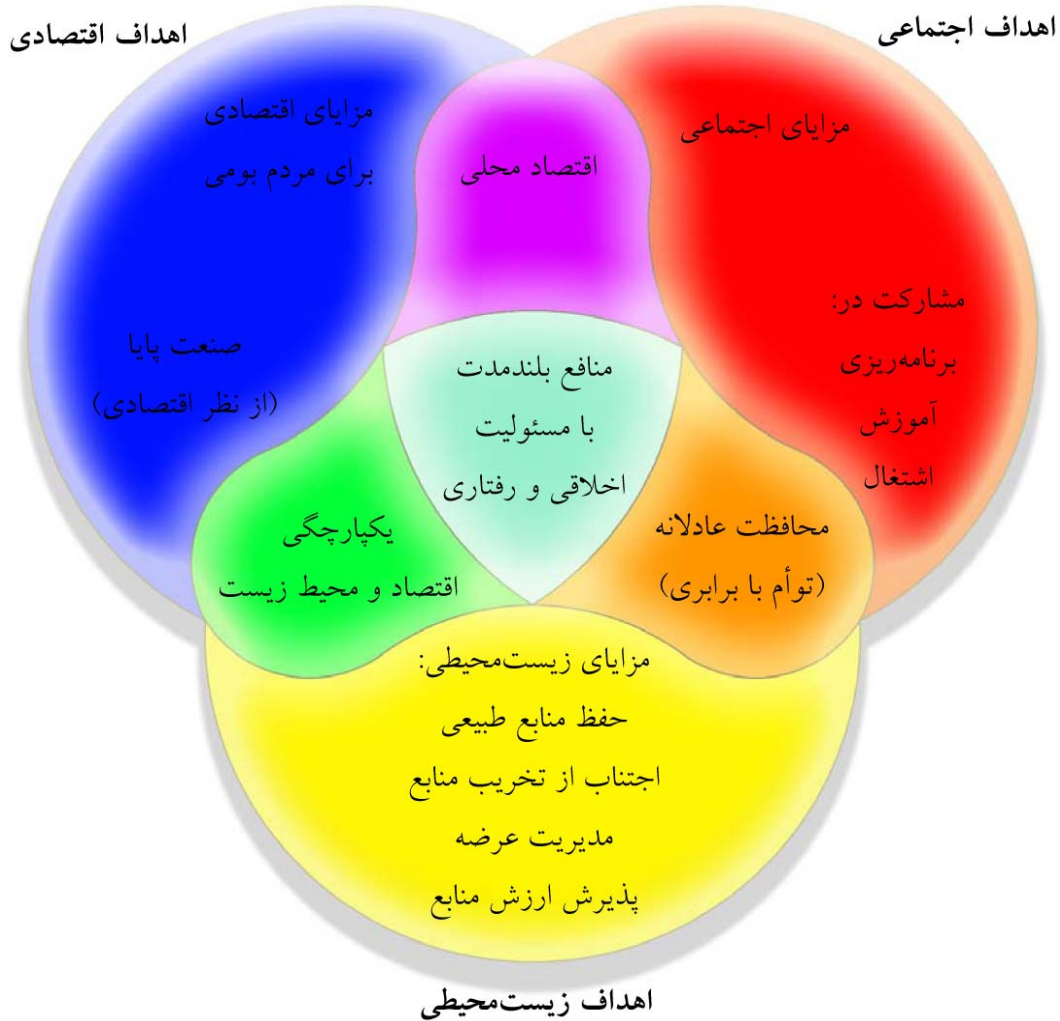 اهداف اجتماعی
اهداف اقتصادی
مزایای اجتماعی
مشارکت در:
برنامه‌ریزی
آموزش
اشتغال
اقتصاد محلی
مزایای اقتصادی
برای مردم بومی
صنعت پایا
(از نظر اقتصادی)
منافع بلندمدت
با مسئولیت
اخلاقی و رفتاری
محافظت عادلانه
(توأم با برابری)
یکپارچگی
اقتصاد و محیط زیست
مزایای زیست‌محیطی:
حفظ منابع طبیعی
اجتناب از تخریب منابع
مدیریت عرضه
پذیرش ارزش منابع
اهداف زیست‌محیطی